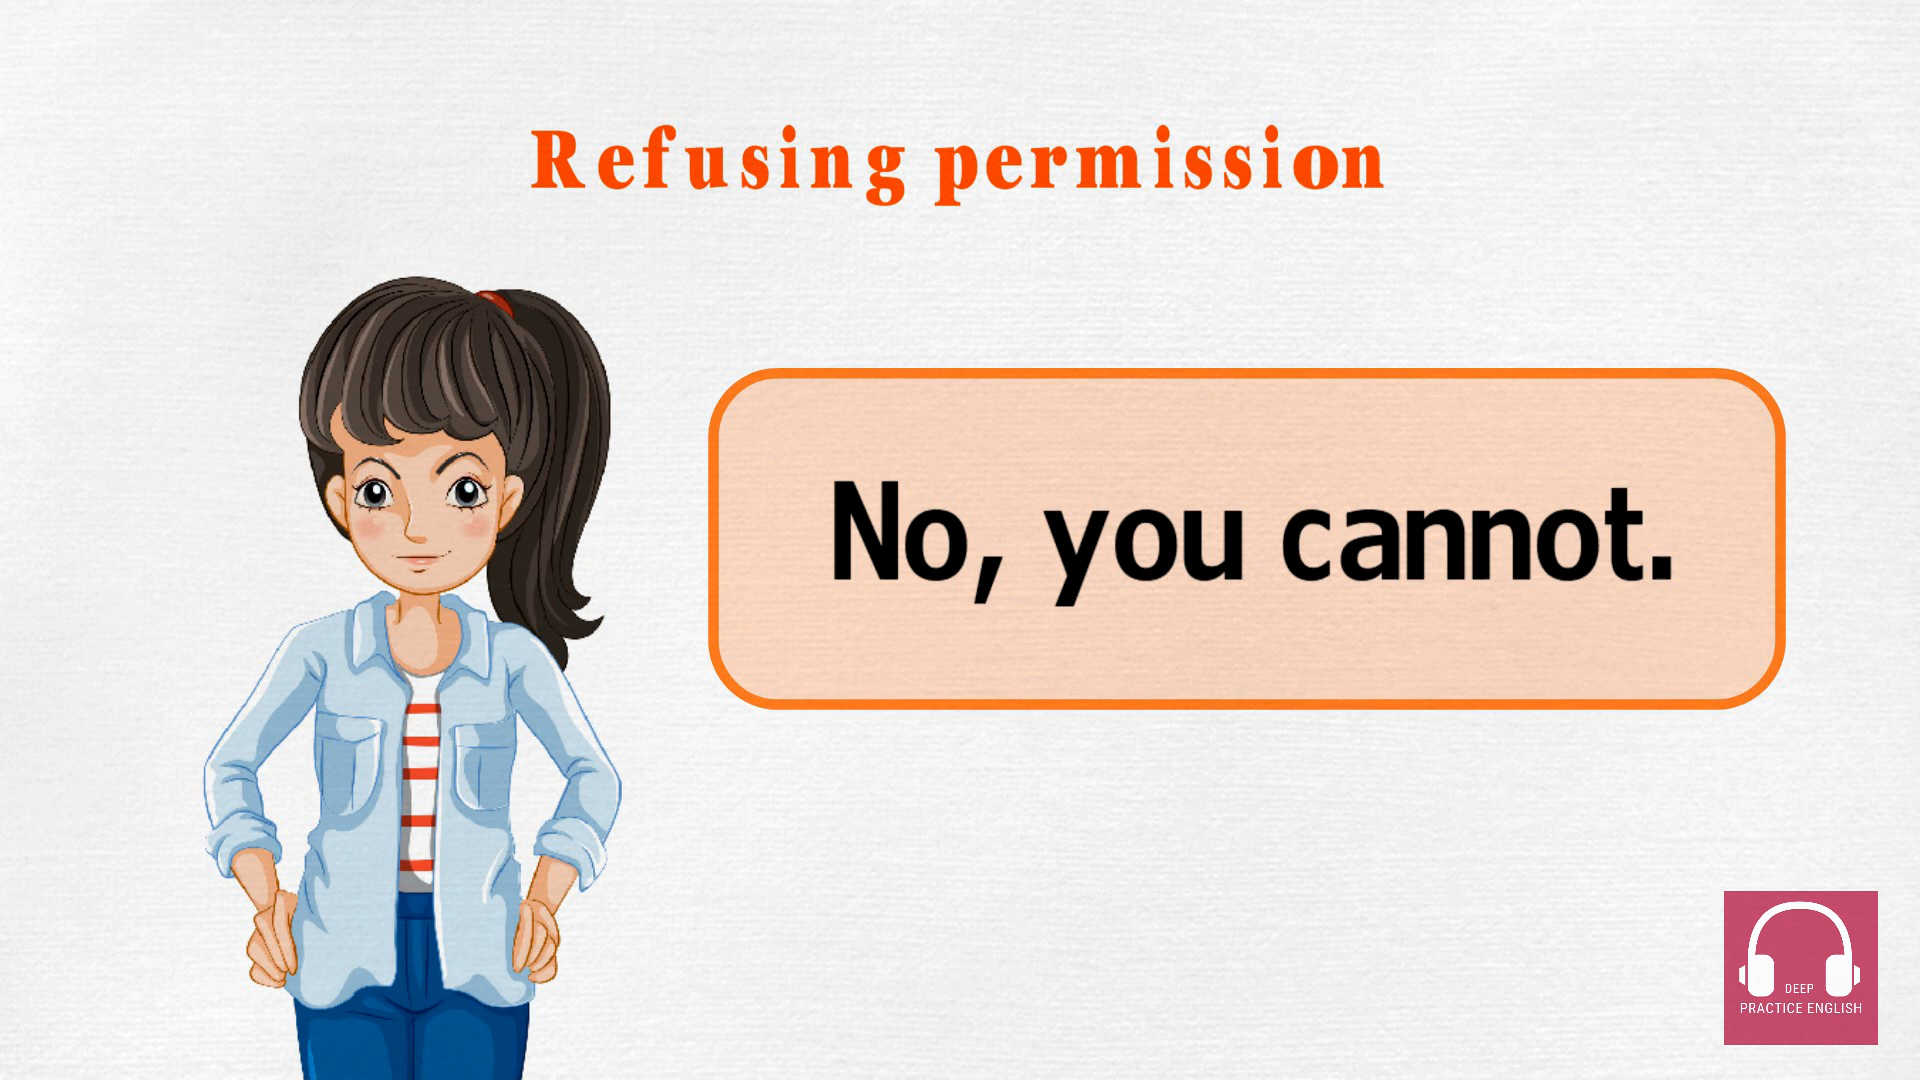 Refusing permission
No, you cannot.
DEEP
PRACTICE ENGLISH